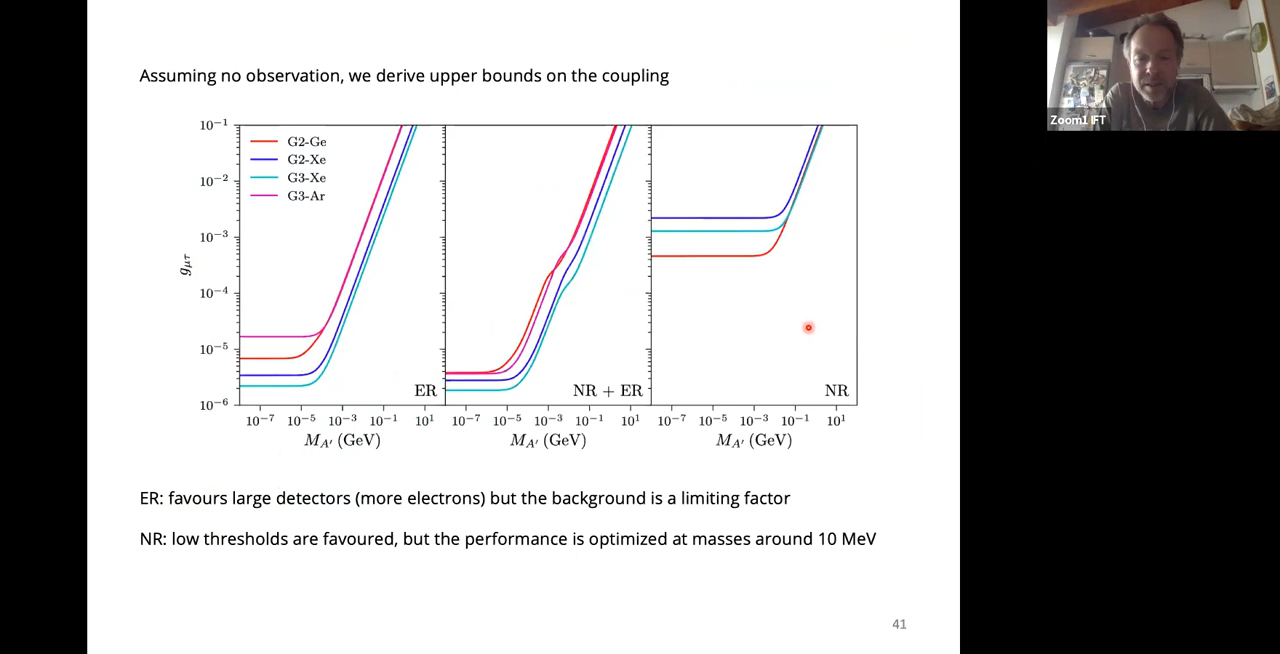 Assuming no observation, we derive upper bounds on the coupling
Zoom1 IFT
10⁻¹
10⁻²
10⁻³
10⁻⁴
10⁻⁵
10⁻⁶
g_μτ
G2-Ge
G2-Xe
G3-Xe
G3-Ar
ER
NR + ER
NR
10⁻⁷ 10⁻⁵ 10⁻³ 10⁻¹ 10¹
10⁻⁷ 10⁻⁵ 10⁻³ 10⁻¹ 10¹
10⁻⁷ 10⁻⁵ 10⁻³ 10⁻¹ 10¹
M_A′ (GeV)
M_A′ (GeV)
M_A′ (GeV)
ER: favours large detectors (more electrons) but the background is a limiting factor
NR: low thresholds are favoured, but the performance is optimized at masses around 10 MeV
41